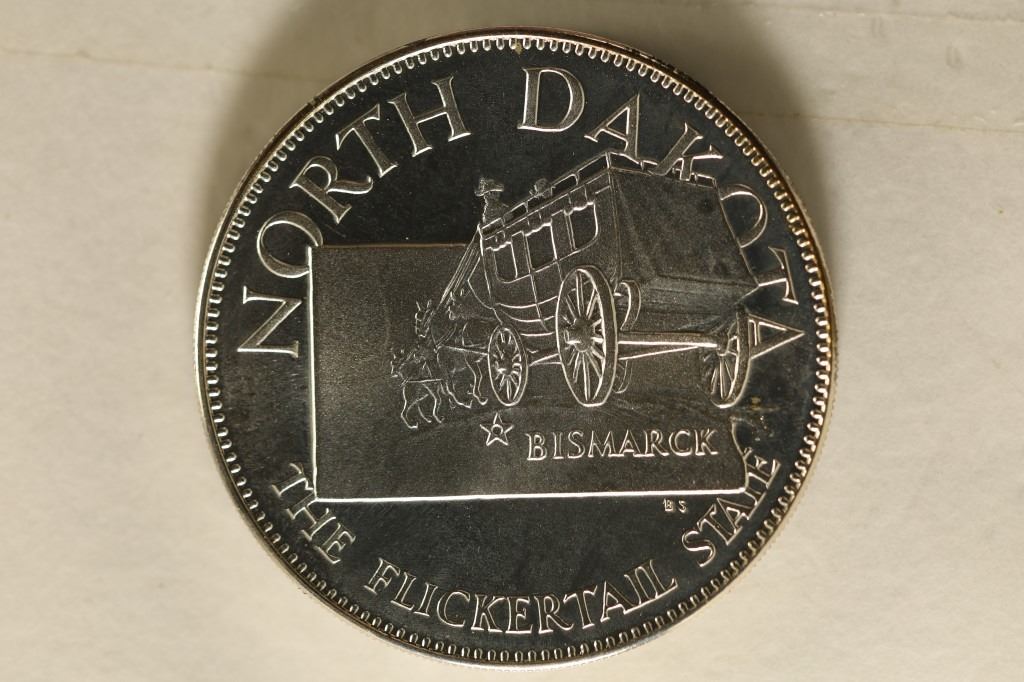 NORTH DAKOTA
BISMARCK
BS
THE FLICKERTAIL STATE